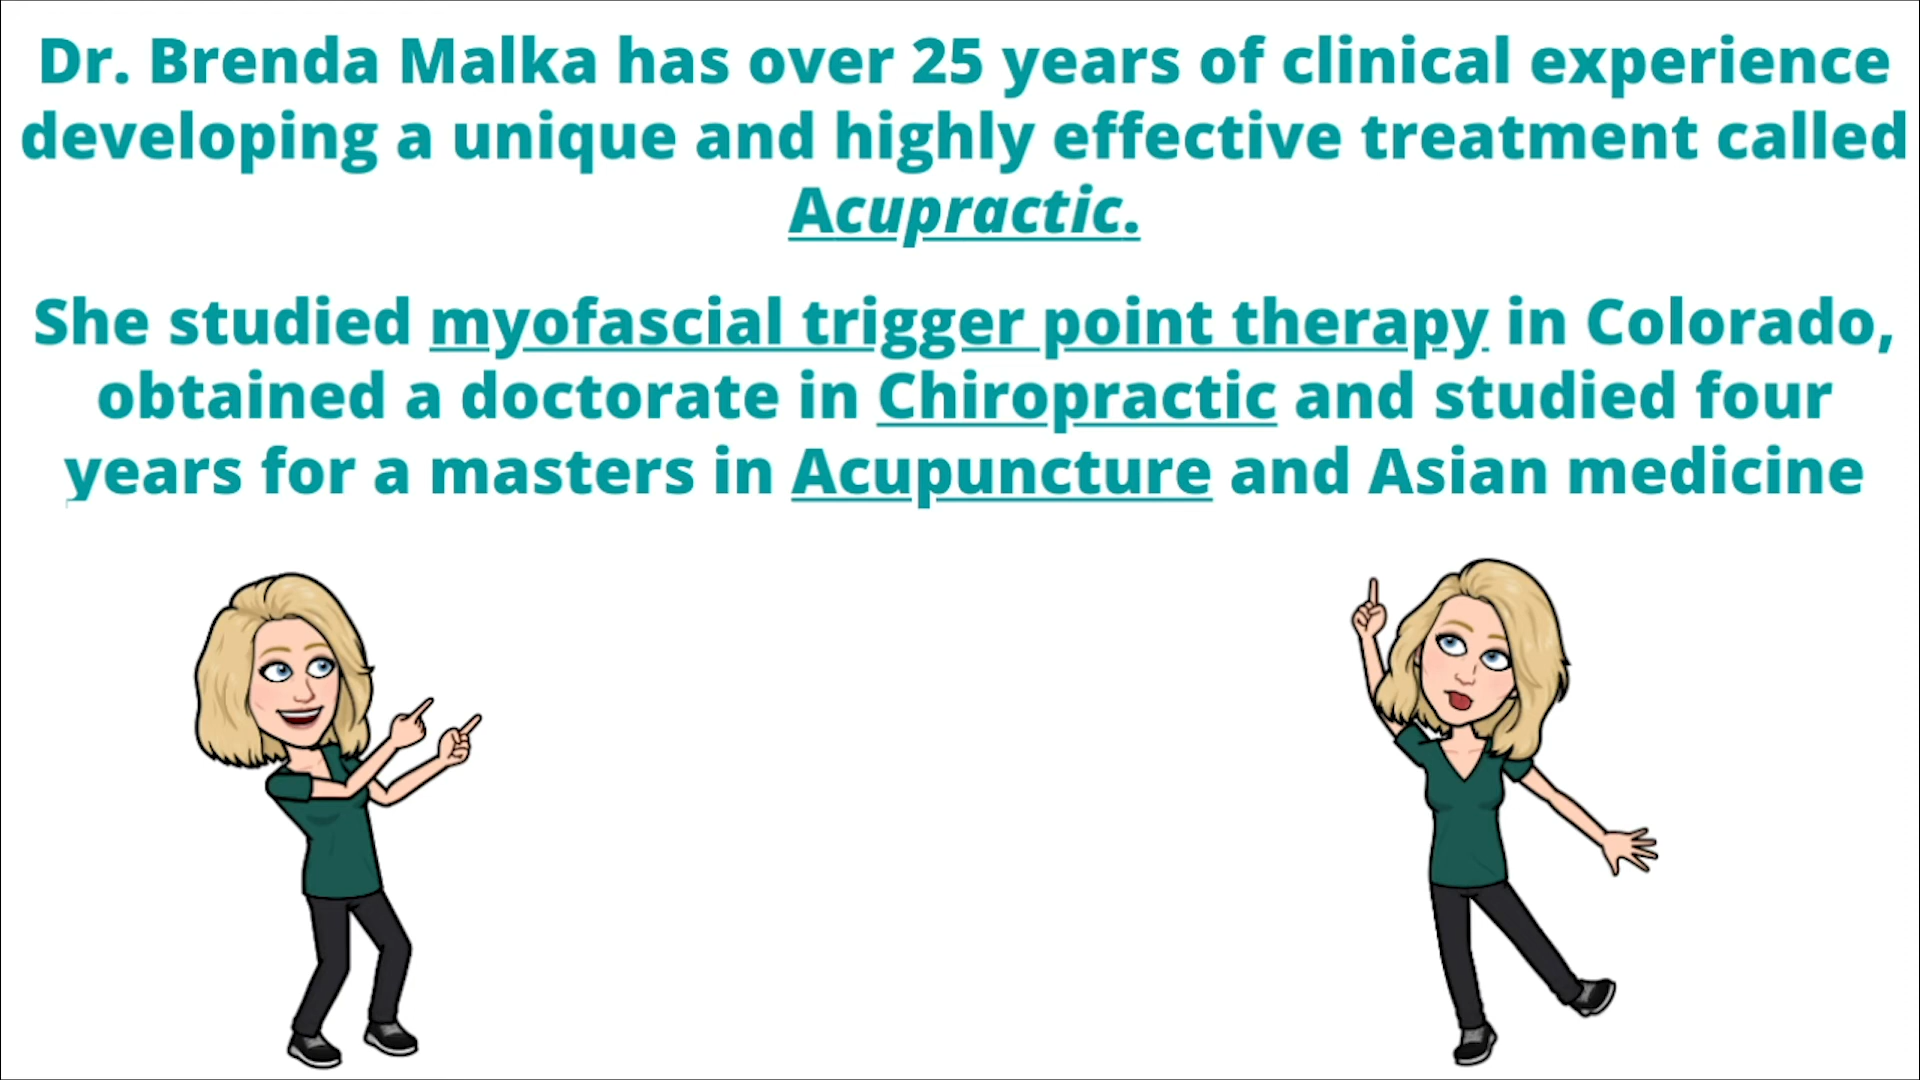 Dr. Brenda Malka has over 25 years of clinical experience
developing a unique and highly effective treatment called
Acupractic.
She studied myofascial trigger point therapy in Colorado,
obtained a doctorate in Chiropractic and studied four
years for a masters in Acupuncture and Asian medicine